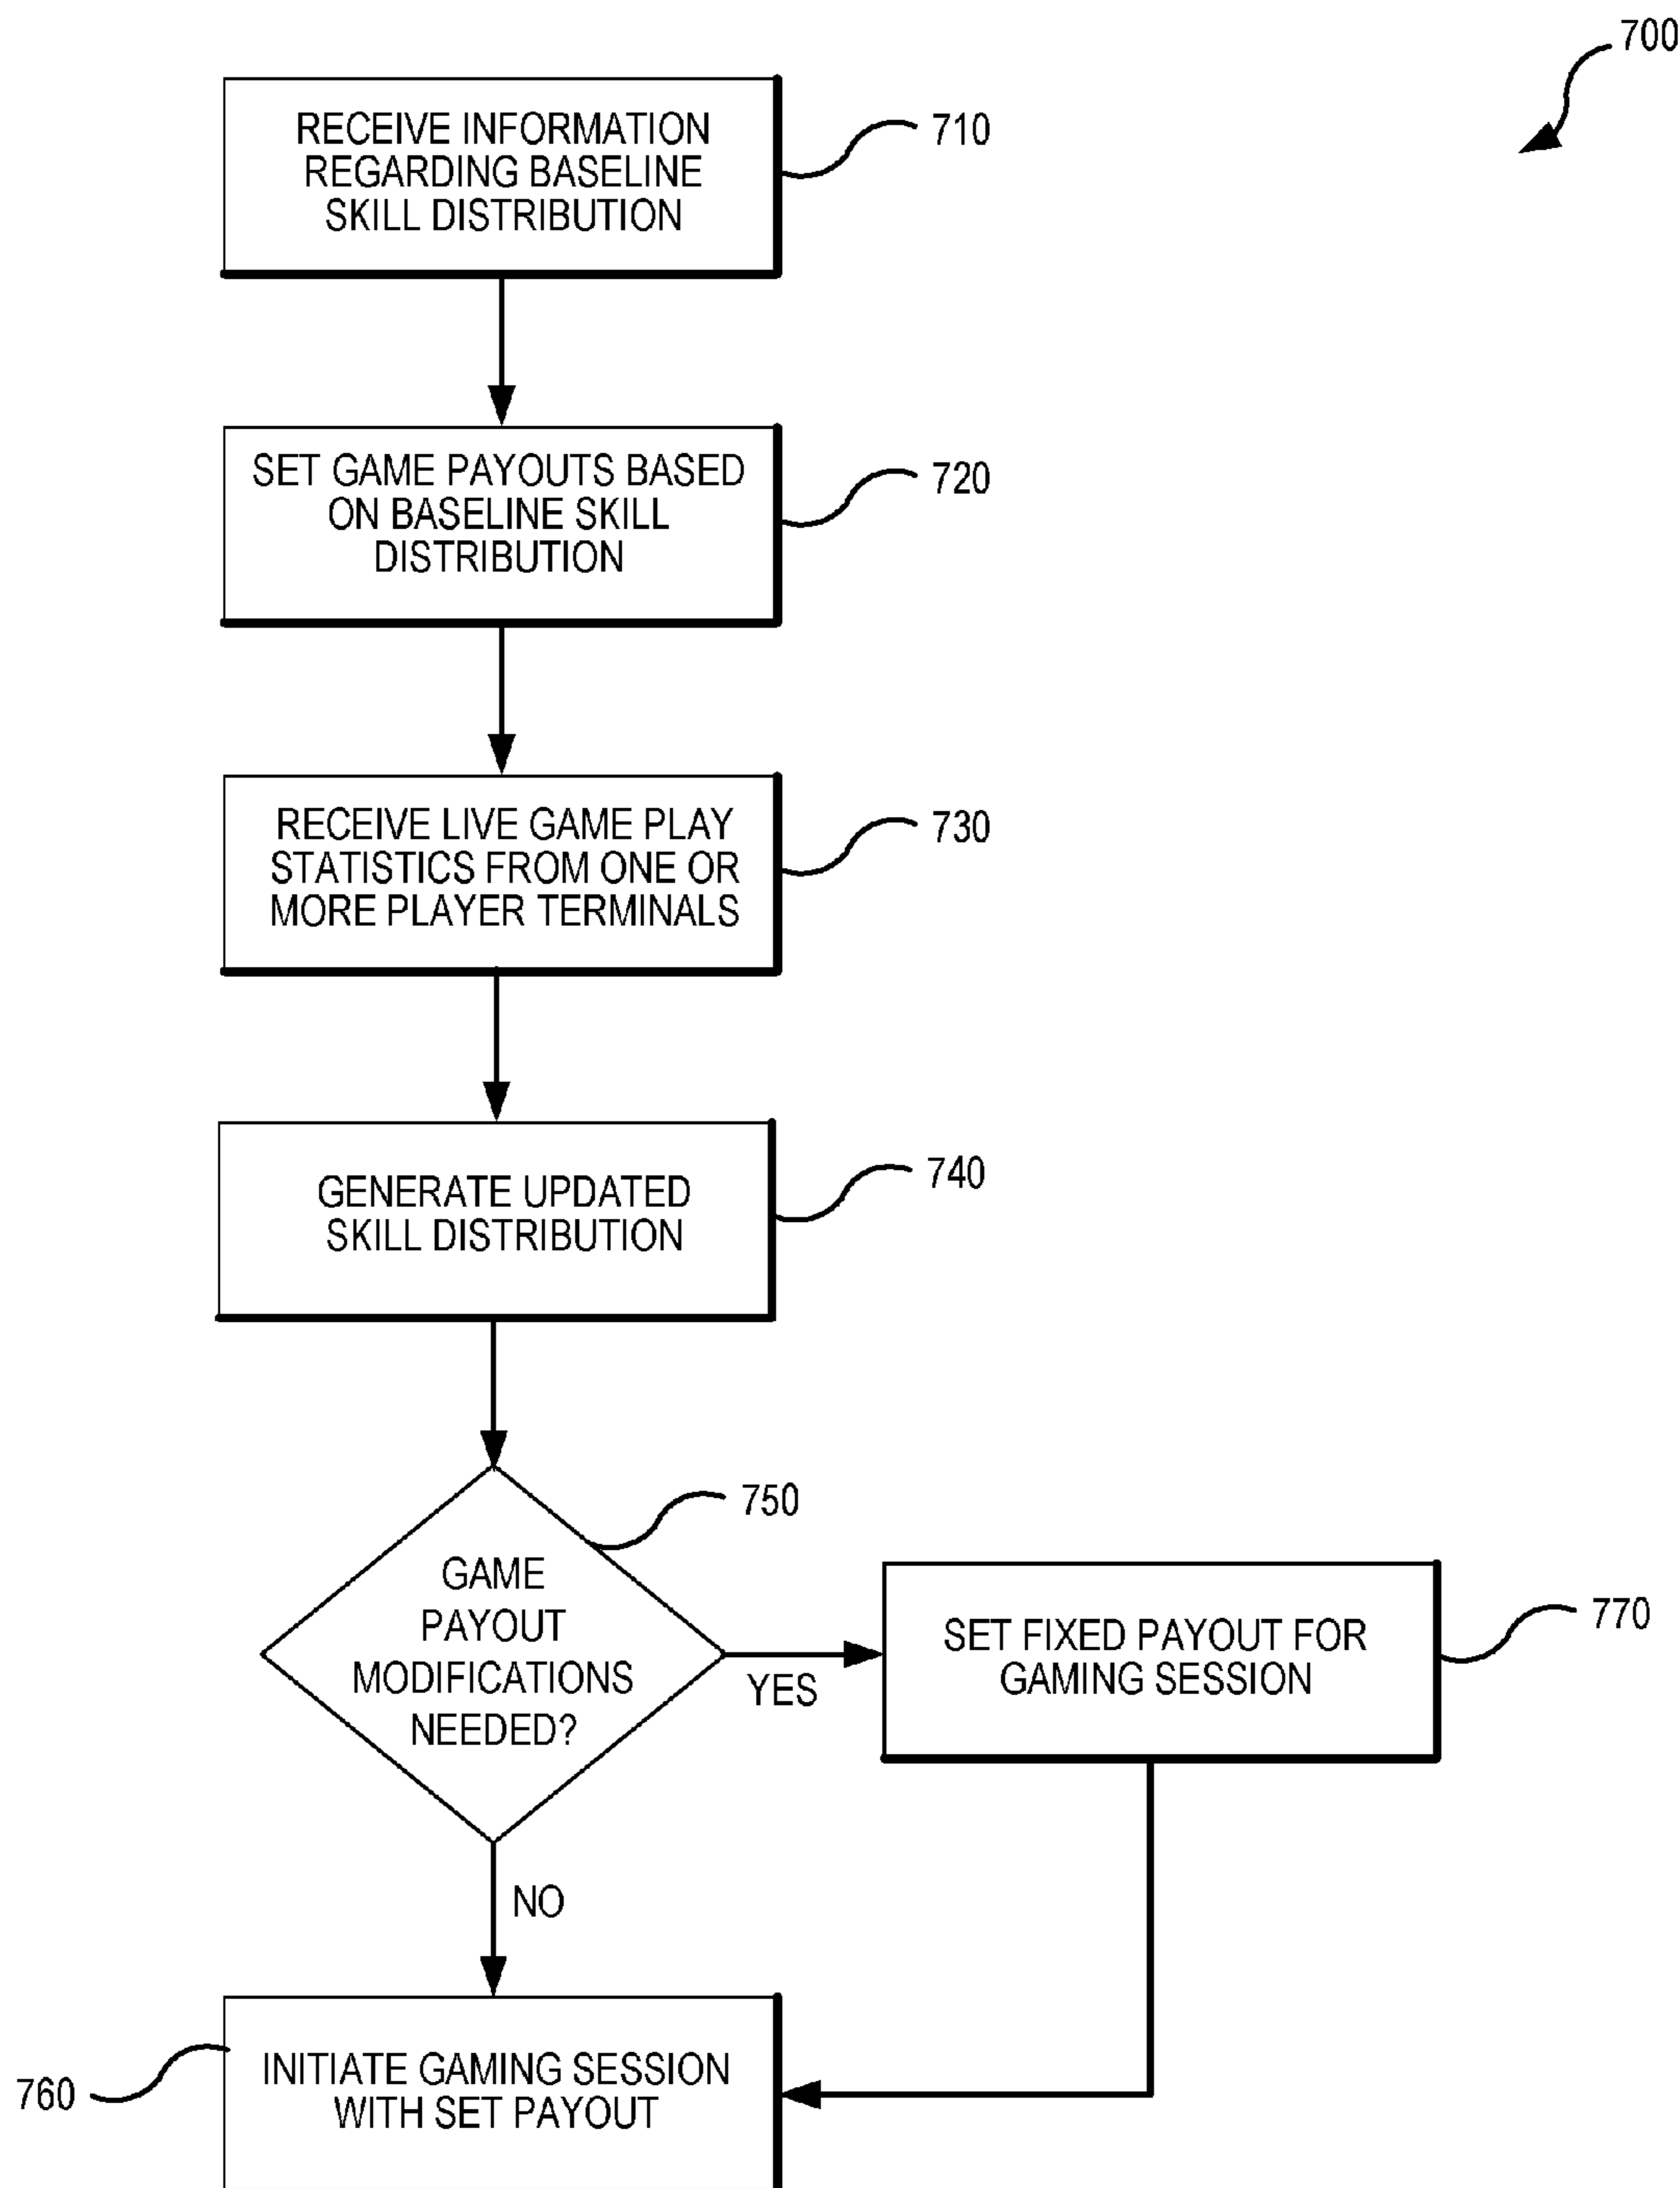 700
RECEIVE INFORMATION
REGARDING BASELINE
SKILL DISTRIBUTION
710
SET GAME PAYOUTS BASED
ON BASELINE SKILL
DISTRIBUTION
720
RECEIVE LIVE GAME PLAY
STATISTICS FROM ONE OR
MORE PLAYER TERMINALS
730
GENERATE UPDATED
SKILL DISTRIBUTION
740
750
GAME
PAYOUT
MODIFICATIONS
NEEDED?
YES
SET FIXED PAYOUT FOR
GAMING SESSION
770
NO
INITIATE GAMING SESSION
WITH SET PAYOUT
760